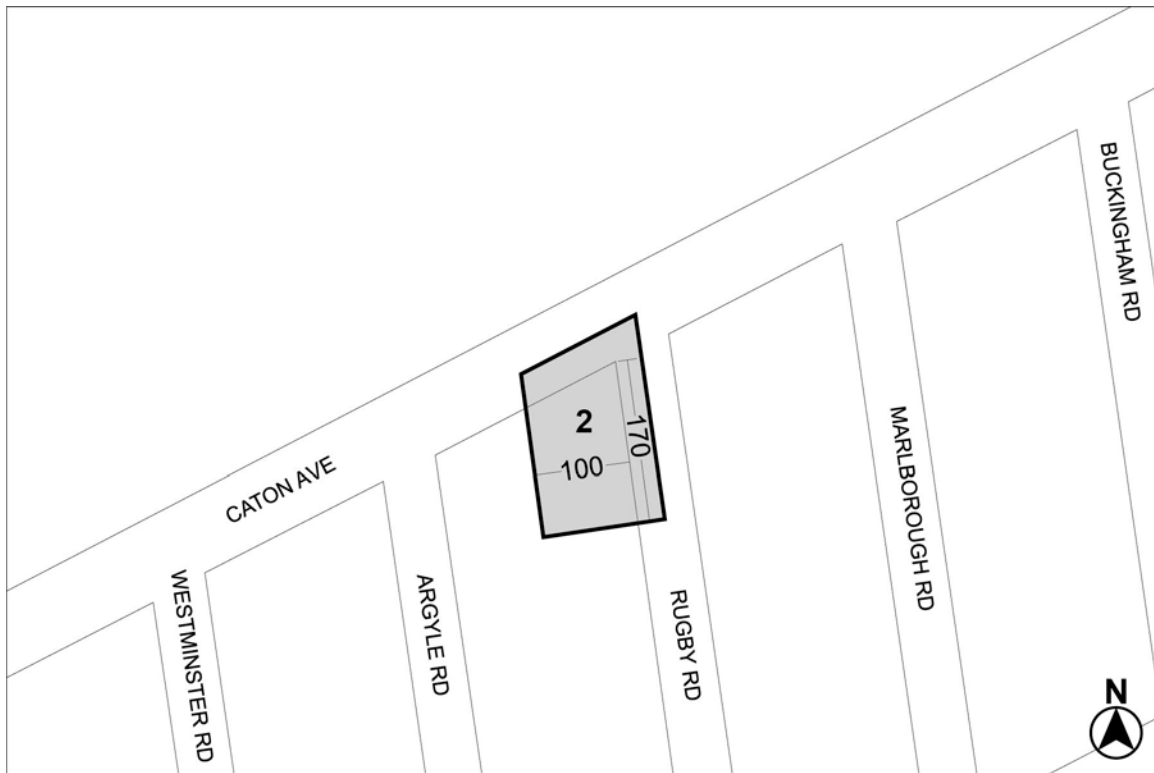 BUCKINGHAM RD
2
170
100
MARLBOROUGH RD
CATON AVE
WESTMINSTER RD
ARGYLE RD
RUGBY RD
N